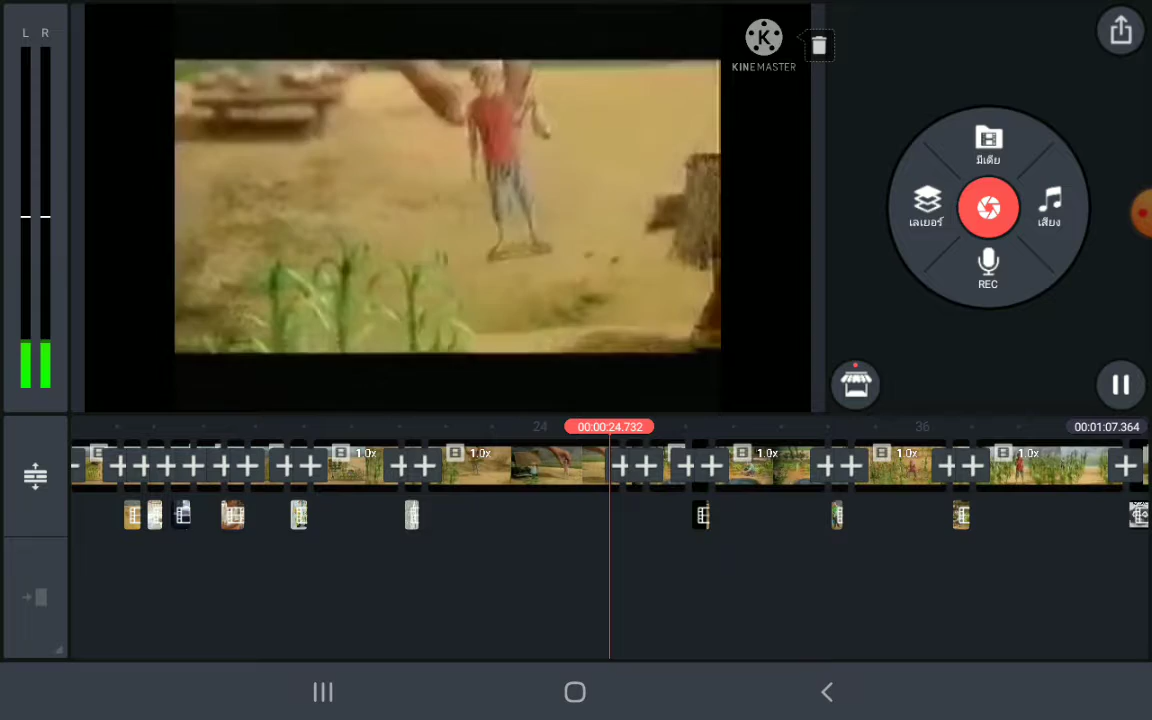 L R
KINEMASTER
มีเดีย
เลเยอร์
เสียง
REC
24
00:00:24.732
36
00:01:07.364
1.0x
1.0x
1.0x
1.0x
1.0x